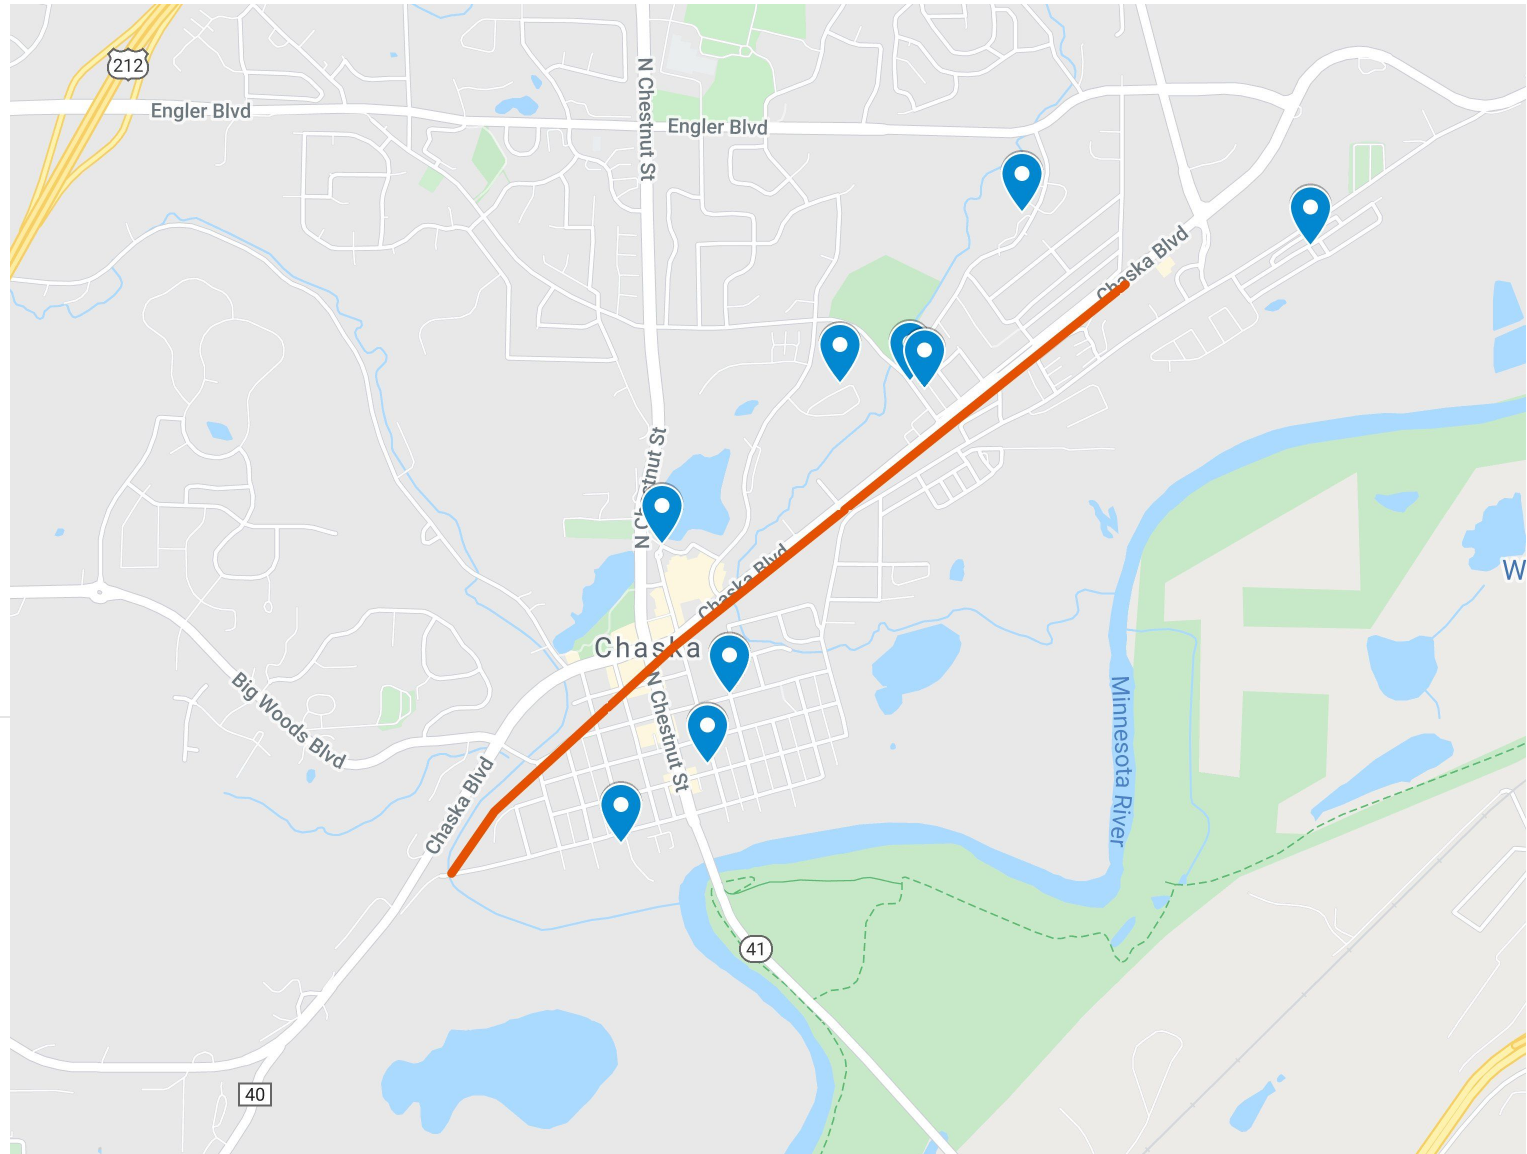 212
Engler Blvd
N Chestnut St
Engler Blvd
Chaska Blvd
N Chestnut St
Chaska Blvd
Chaska
W
N Chestnut St
Big Woods Blvd
Minnesota River
Chaska Blvd
41
40